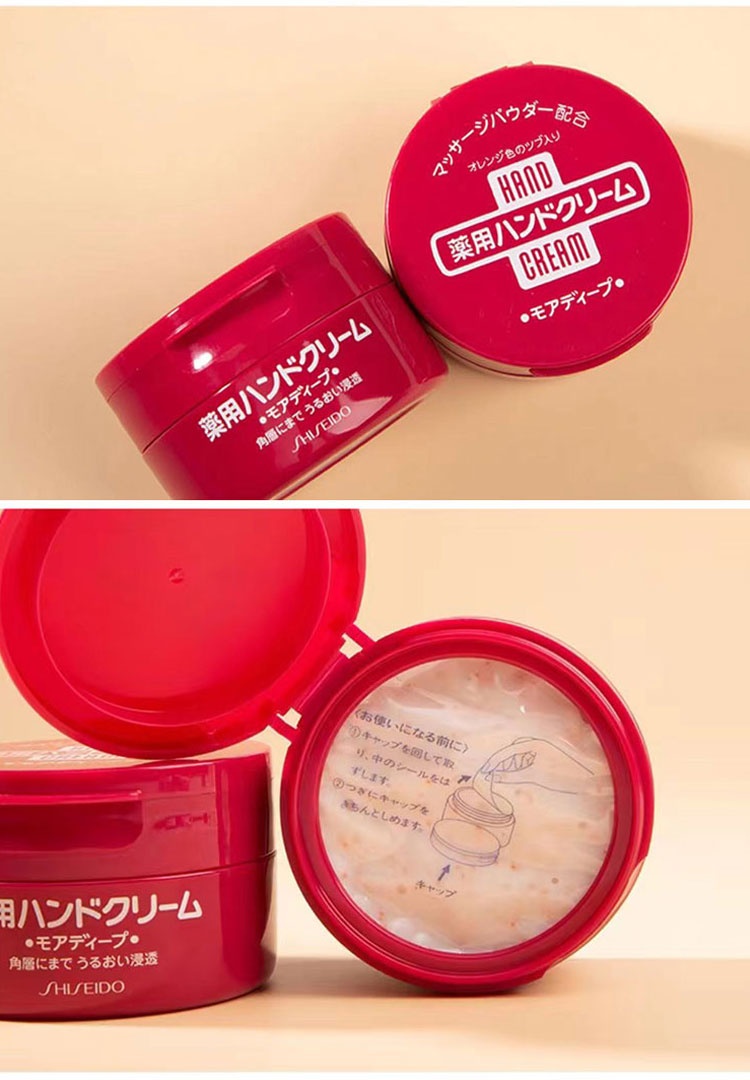 マッサージパウダー配合
オレンジ色のツブ入り
HAND
薬用ハンドクリーム
CREAM
•モアディープ•
薬用ハンドクリーム
•モアディープ•
角層にまで うるおい浸透
SHISEIDO
〈お使いになる前に〉
①キャップを回して取
り、中のシールをは
ずします。
②つぎにキャップを
きちんとしめます。
キャップ
用ハンドクリーム
•モアディープ•
角層にまで うるおい浸透
SHISEIDO